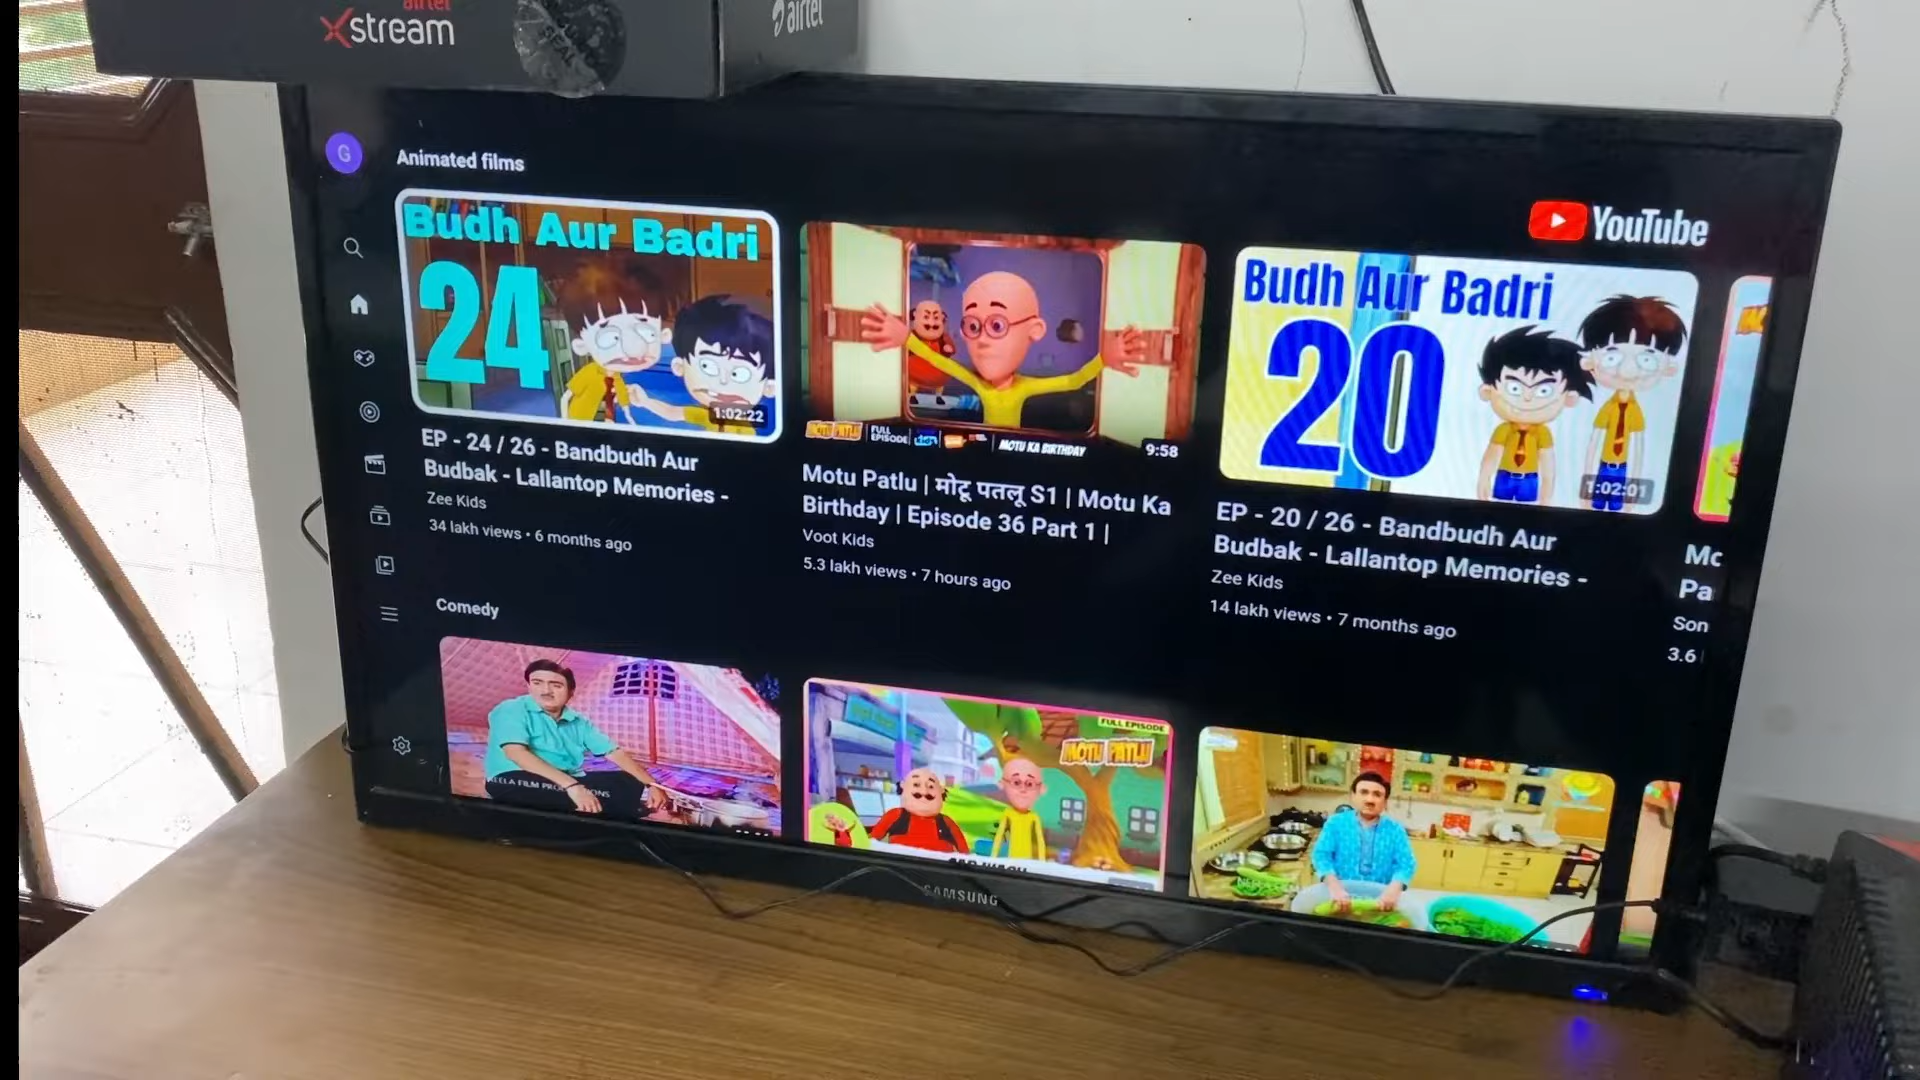 airtel
Xstream
airtel
G
Animated films
YouTube
Budh Aur Badri
24
1:02:22
EP - 24 / 26 - Bandbudh Aur
Budbak - Lallantop Memories -
Zee Kids
34 lakh views • 6 months ago
MOTU PATLU
FULL
EPISODE
MOTU KA BIRTHDAY
9:58
Motu Patlu | मोटू पतलू S1 | Motu Ka
Birthday | Episode 36 Part 1 |
Voot Kids
5.3 lakh views • 7 hours ago
Budh Aur Badri
20
1:02:01
EP - 20 / 26 - Bandbudh Aur
Budbak - Lallantop Memories -
Zee Kids
14 lakh views • 7 months ago
Mo
Pa
Son
3.6
Comedy
FULL EPISODE
MOTU PATLU
SAMSUNG